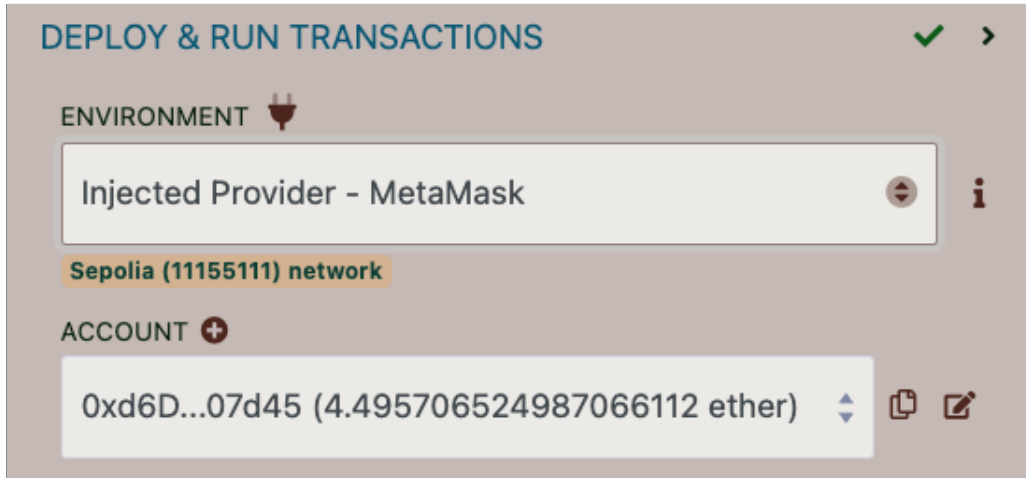 DEPLOY & RUN TRANSACTIONS
ENVIRONMENT
Injected Provider - MetaMask
Sepolia (11155111) network
ACCOUNT
0xd6D...07d45 (4.495706524987066112 ether)